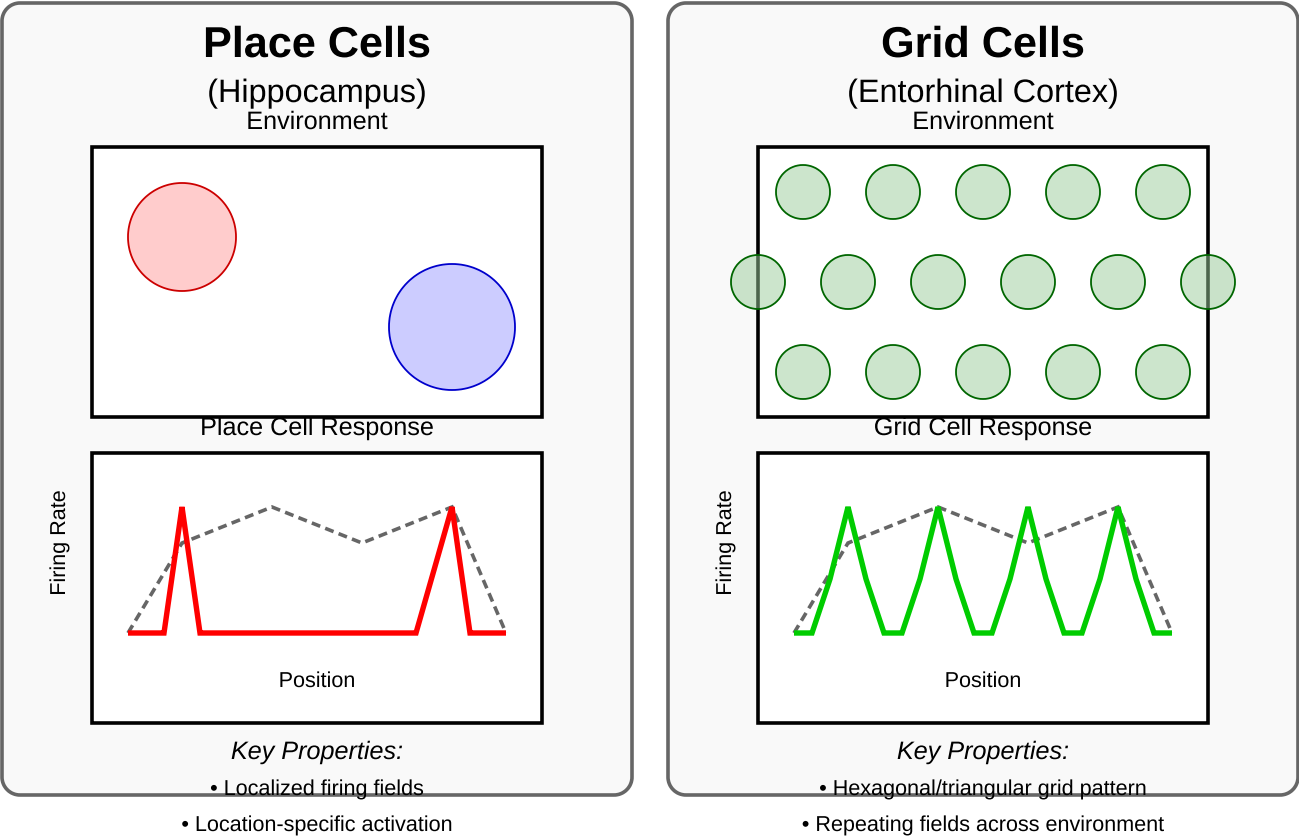 Place Cells
(Hippocampus)
Environment
Place Cell Response
Firing Rate
Position
Key Properties:
• Localized firing fields
• Location-specific activation
Grid Cells
(Entorhinal Cortex)
Environment
Grid Cell Response
Firing Rate
Position
Key Properties:
• Hexagonal/triangular grid pattern
• Repeating fields across environment